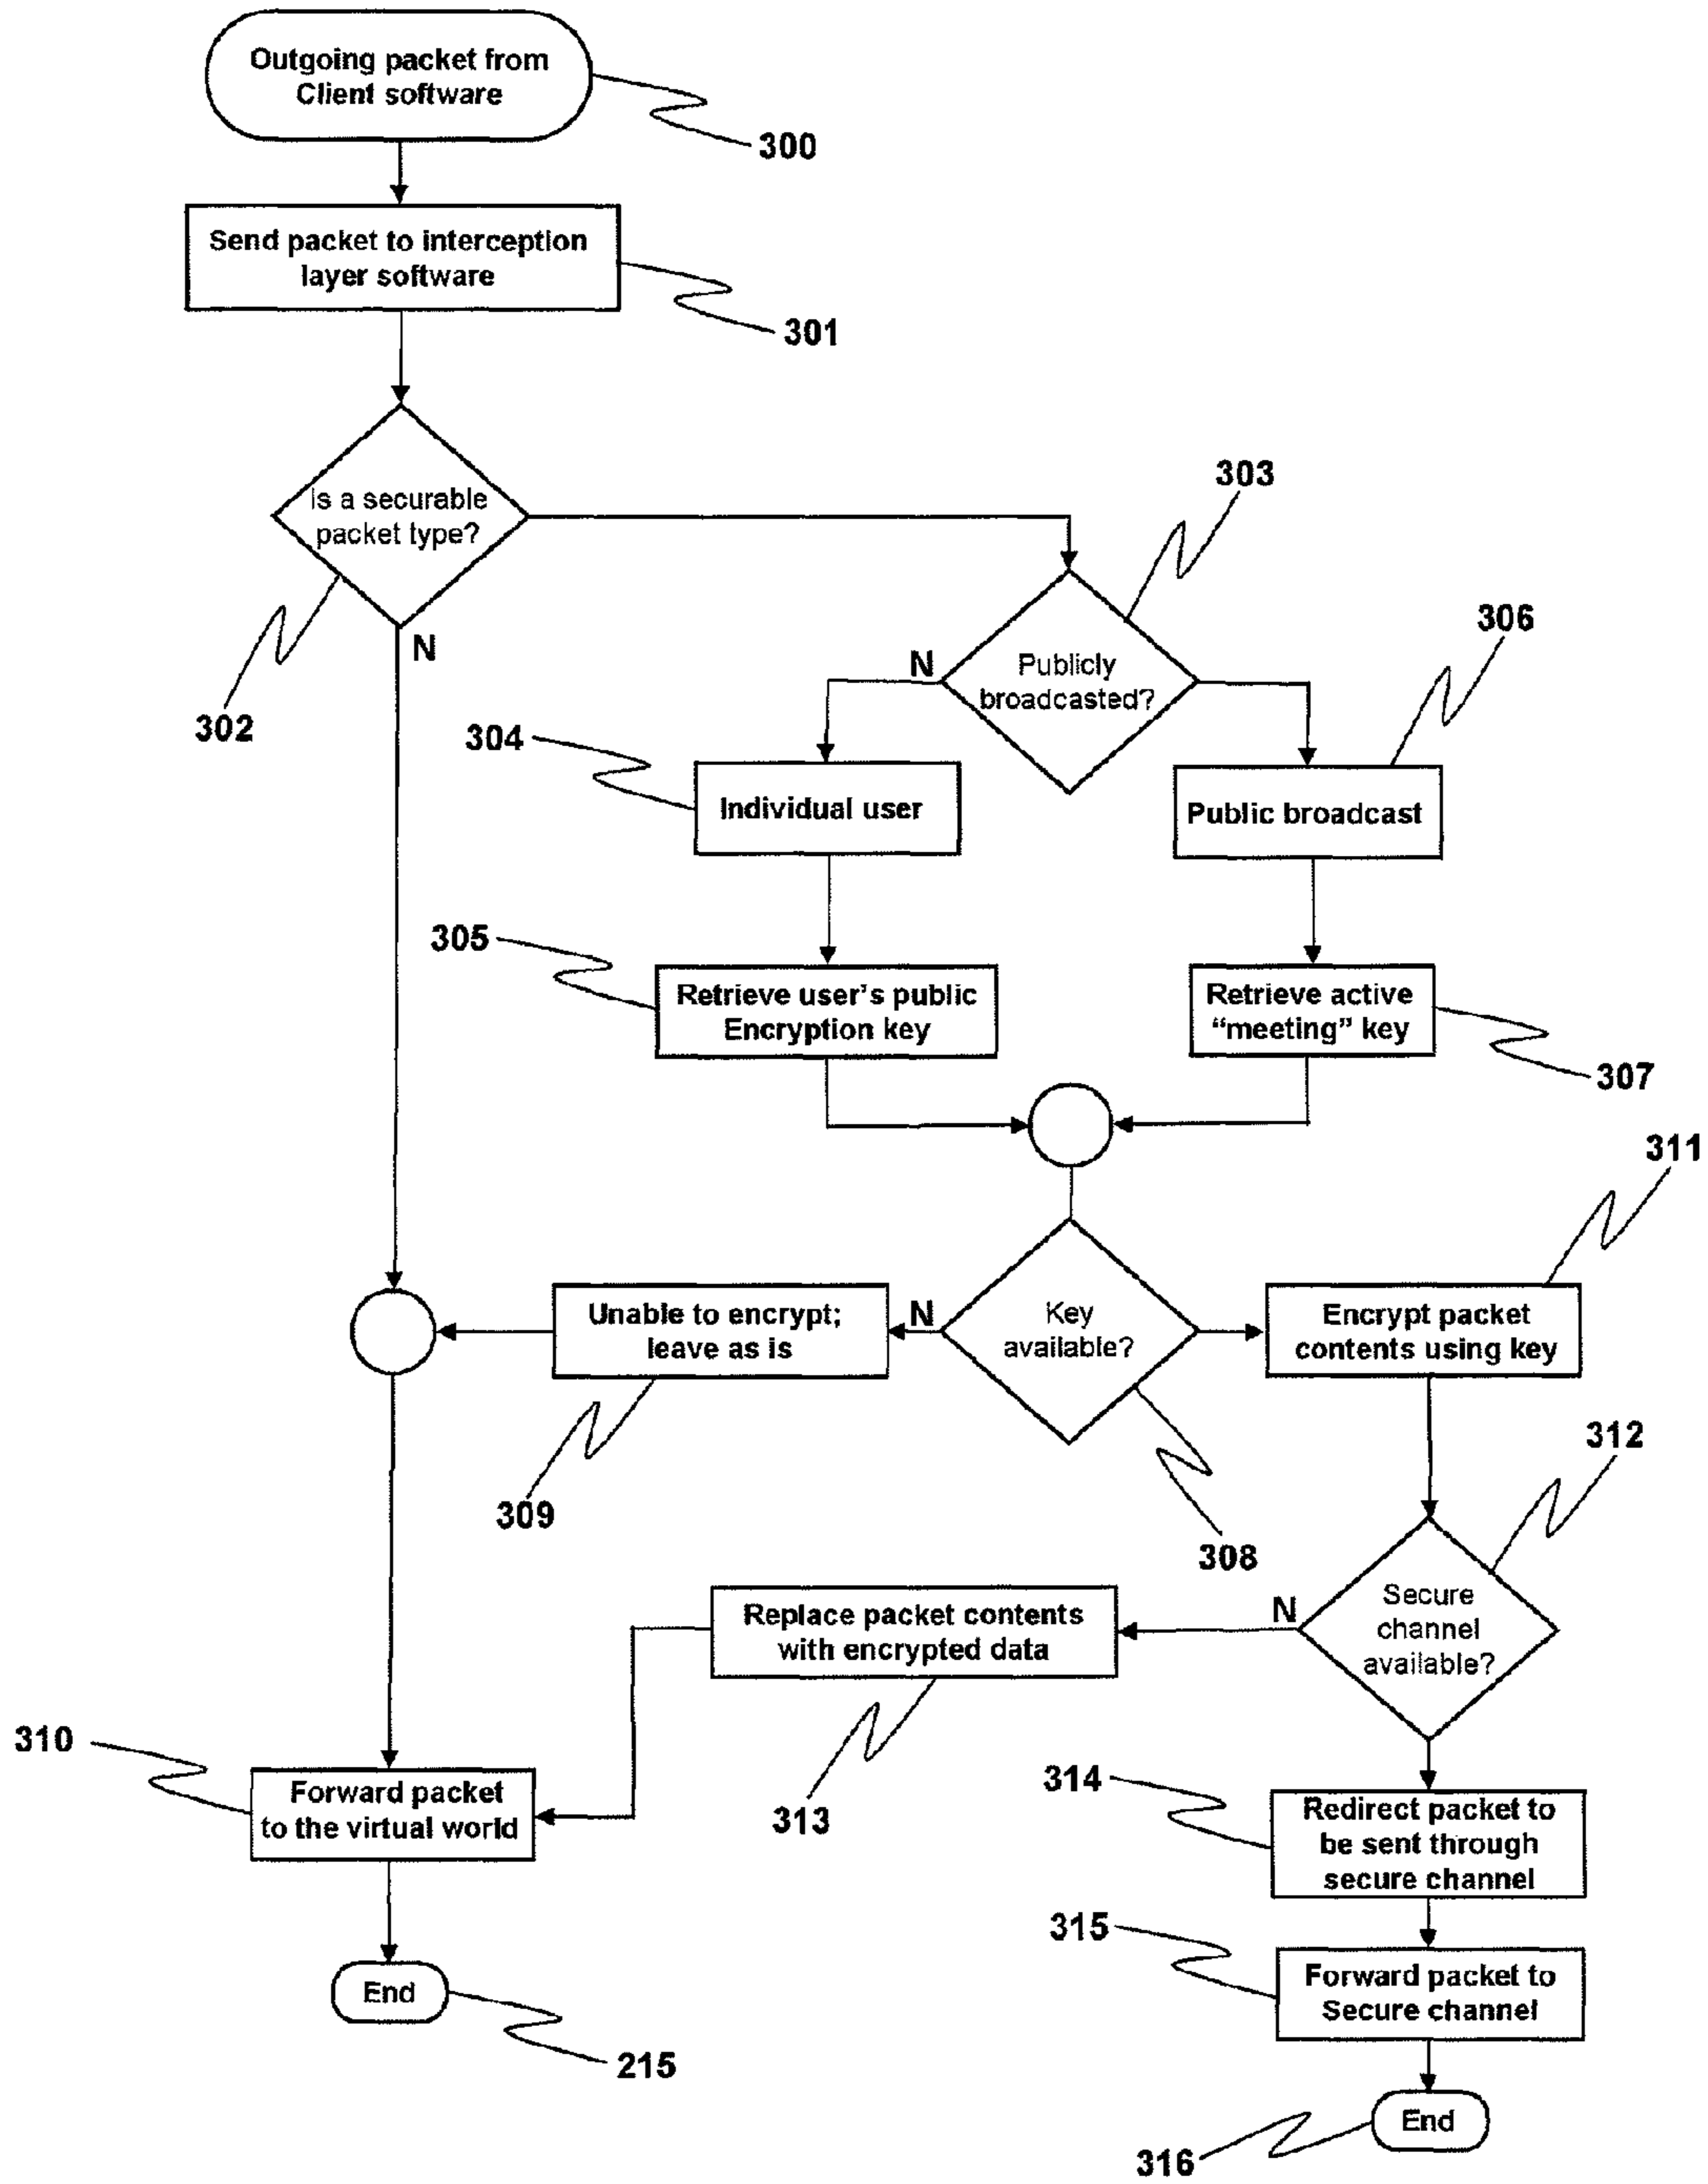 Outgoing packet from
Client software
300
Send packet to interception
layer software
301
Is a securable
packet type?
302
N
303
Publicly
broadcasted?
N
306
304
Individual user
Public broadcast
305
Retrieve user's public
Encryption key
Retrieve active
“meeting” key
307
311
Unable to encrypt;
leave as is
N
Key
available?
Encrypt packet
contents using key
309
308
312
Replace packet contents
with encrypted data
N
Secure
channel
available?
313
310
Forward packet
to the virtual world
314
Redirect packet to
be sent through
secure channel
315
Forward packet to
Secure channel
End
215
End
316